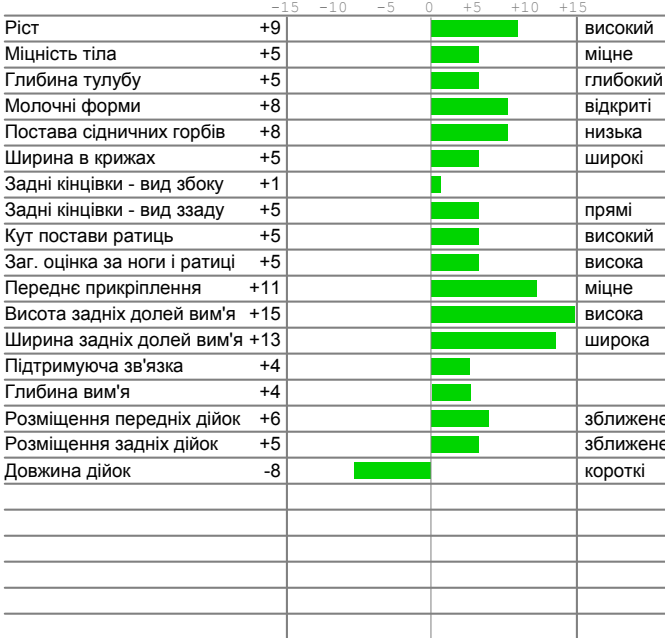 -15 -10 -5 0 +5 +10 +15
Ріст +9 високий
Міцність тіла +5 міцне
Глибина тулубу +5 глибокий
Молочні форми +8 відкриті
Постава сідничних горбів +8 низька
Ширина в крижах +5 широкі
Задні кінцівки - вид збоку +1
Задні кінцівки - вид ззаду +5 прямі
Кут постави ратиць +5 високий
Заг. оцінка за ноги і ратиці +5 висока
Переднє прикріплення +11 міцне
Висота задніх долей вим'я +15 висока
Ширина задніх долей вим'я +13 широка
Підтримуюча зв'язка +4
Глибина вим'я +4
Розміщення передніх дійок +6 зближене
Розміщення задніх дійок +5 зближене
Довжина дійок -8 короткі